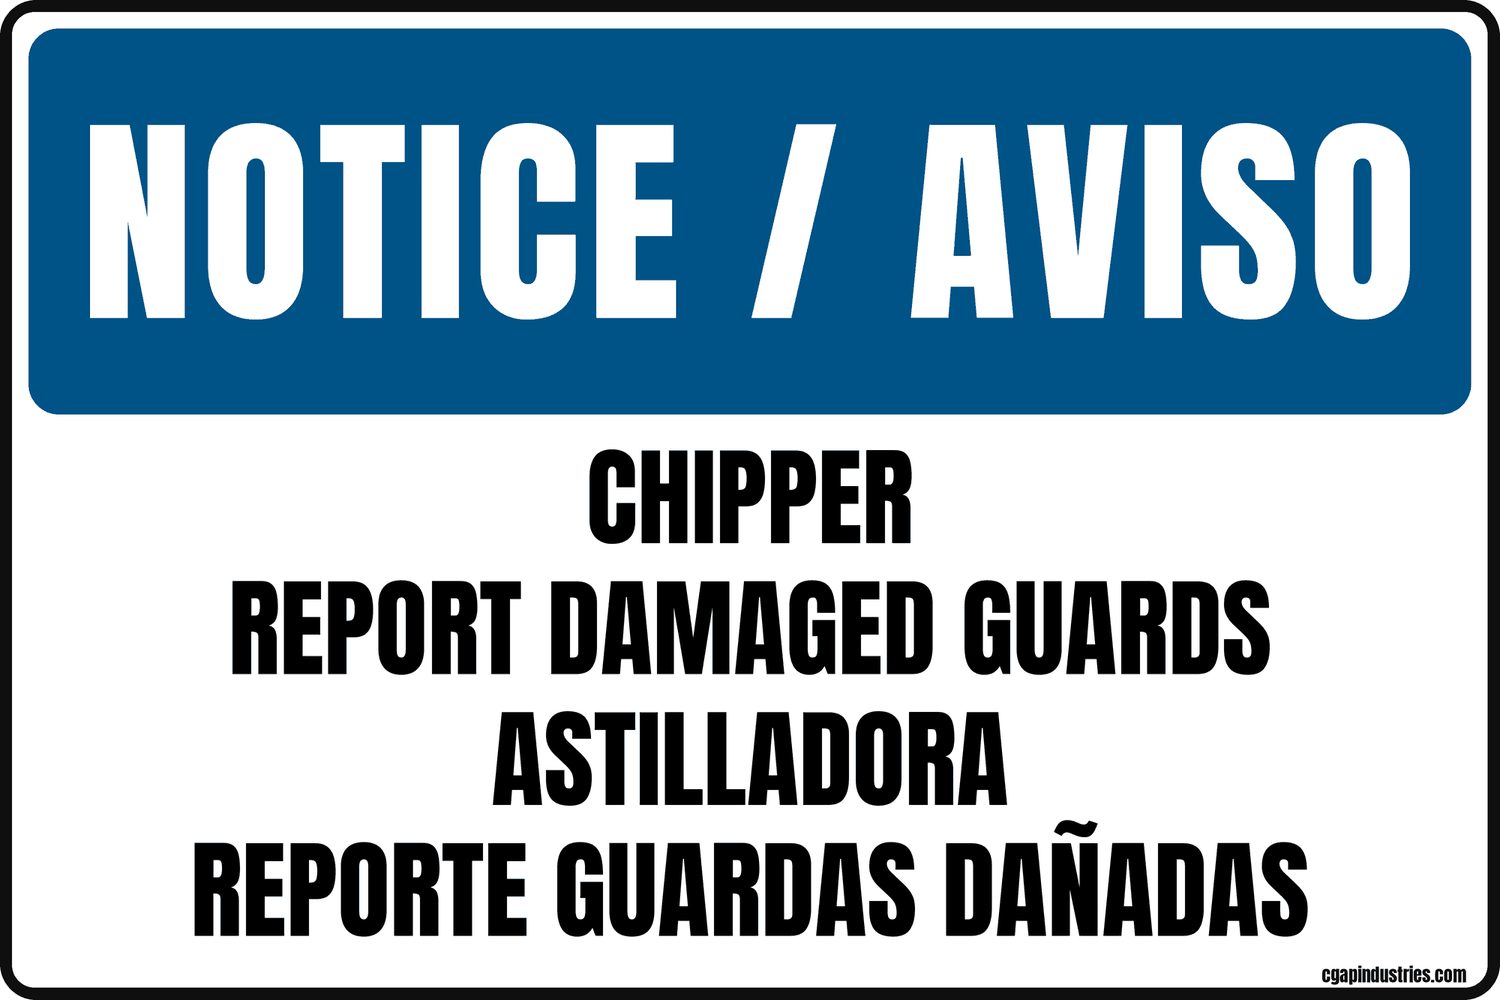 NOTICE / AVISO
CHIPPER
REPORT DAMAGED GUARDS
ASTILLADORA
REPORTE GUARDAS DAÑADAS
cgapindustries.com